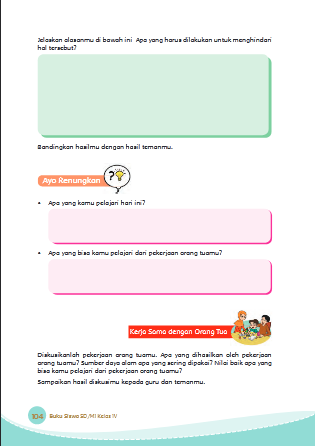 Jelaskan alasanmu di bawah ini Apa yang harus dilakukan untuk menghindari
hal tersebut?
Bandingkan hasilmu dengan hasil temanmu.
Ayo Renungkan
?
• Apa yang kamu pelajari hari ini?
• Apa yang bisa kamu pelajari dari pekerjaan orang tuamu?
Kerja Sama dengan Orang Tua
Diskusikanlah pekerjaan orang tuamu. Apa yang dihasilkan oleh pekerjaan
orang tuamu? Sumber daya alam apa yang sering dipakai? Nilai baik apa yang
bisa kamu pelajari dari pekerjaan orang tuamu?
Sampaikan hasil diskusimu kepada guru dan temanmu.
104 Buku Siswa SD/MI Kelas IV